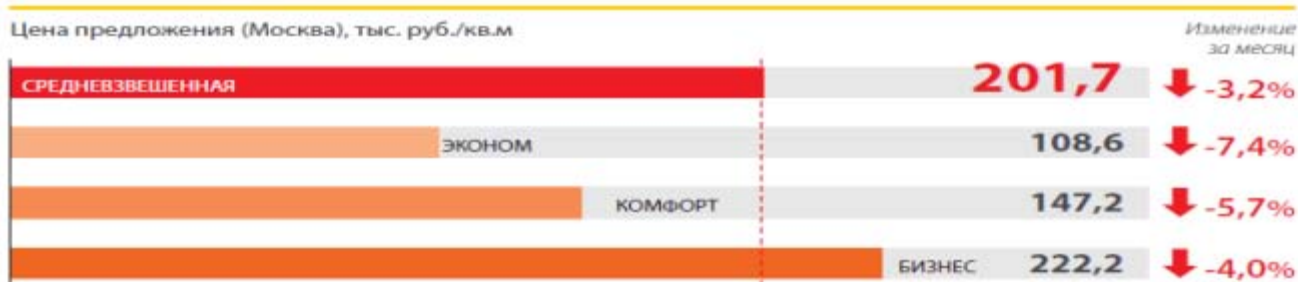 Цена предложения (Москва), тыс. руб./кв.м
Изменение
за месяц
СРЕДНЕВЗВЕШЕННАЯ 201,7 -3,2%
ЭКОНОМ 108,6 -7,4%
КОМФОРТ 147,2 -5,7%
БИЗНЕС 222,2 -4,0%